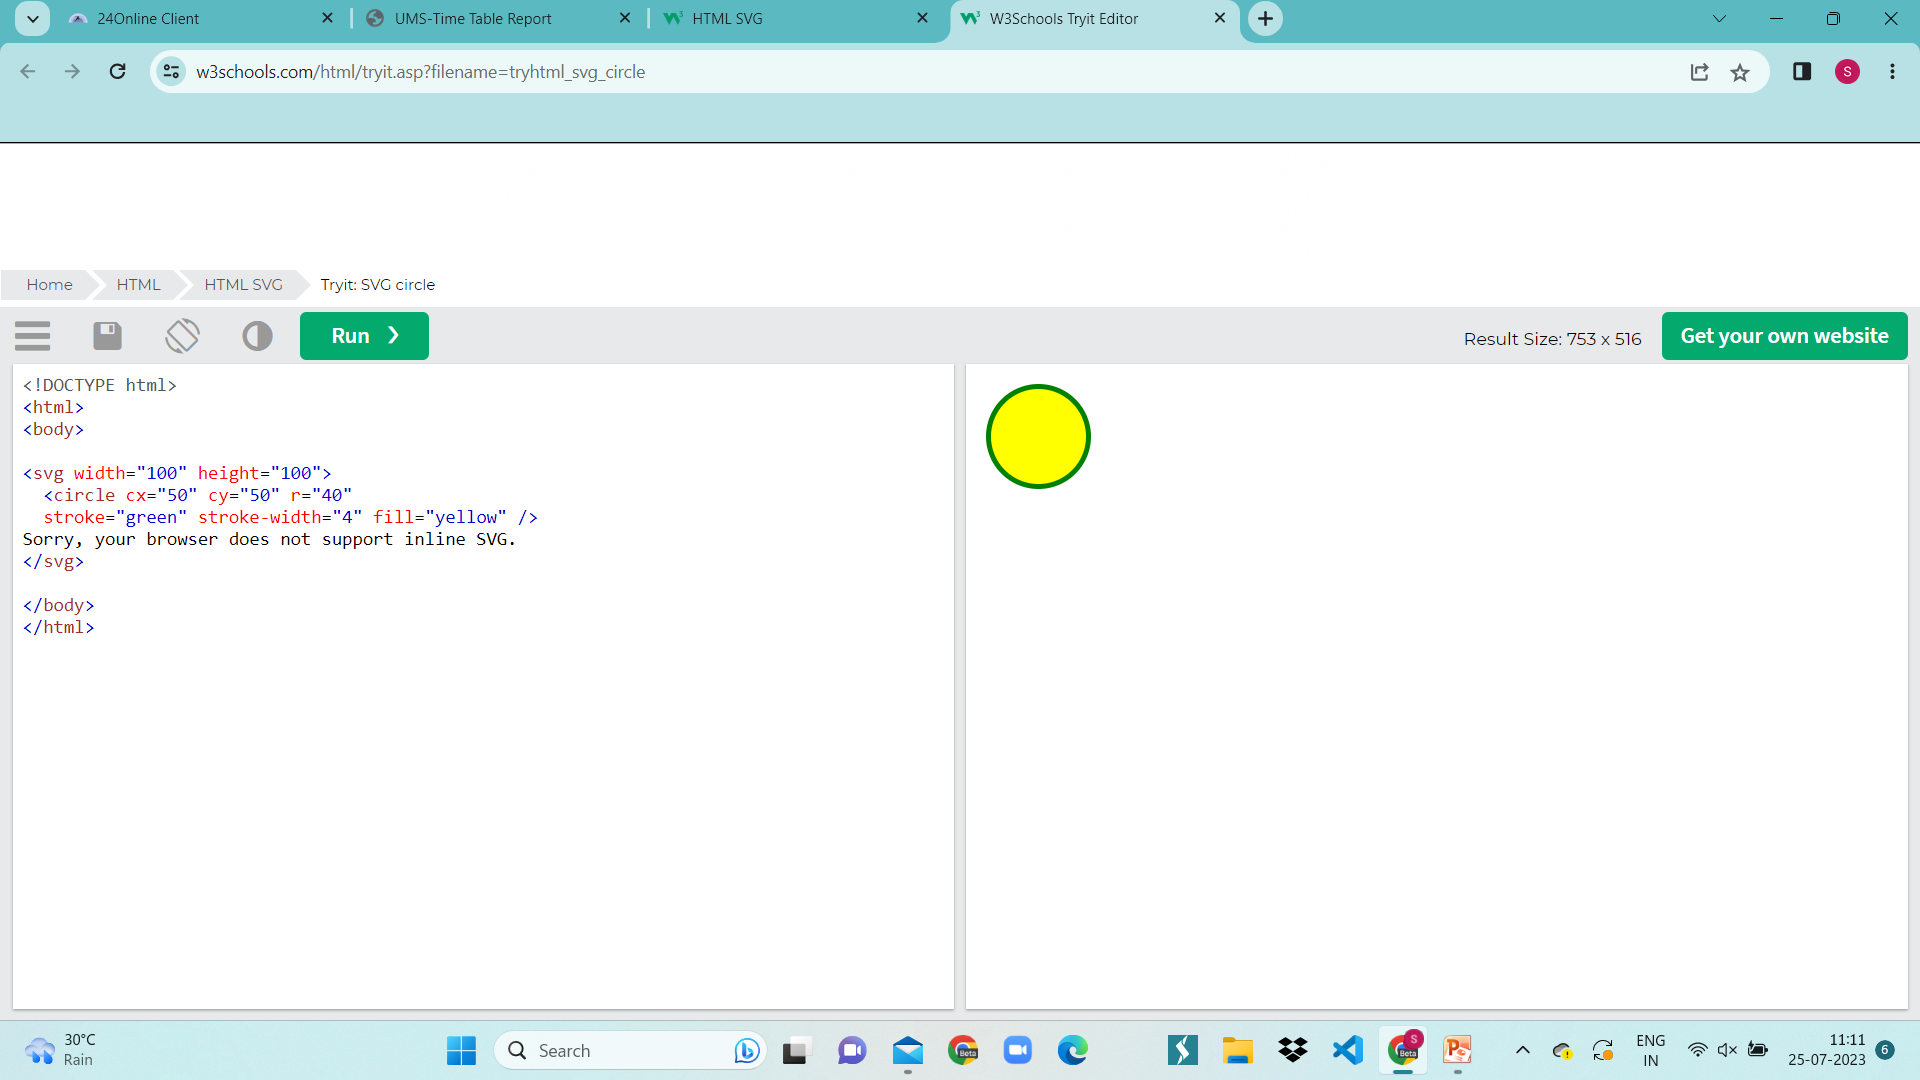 24Online Client
UMS-Time Table Report
HTML SVG
W3Schools Tryit Editor
w3schools.com/html/tryit.asp?filename=tryhtml_svg_circle
S
Home
HTML
HTML SVG
Tryit: SVG circle
Run ❯
Result Size: 753 x 516
Get your own website
<!DOCTYPE html>
<html>
<body>
<svg width="100" height="100">
<circle cx="50" cy="50" r="40"
stroke="green" stroke-width="4" fill="yellow" />
Sorry, your browser does not support inline SVG.
</svg>
</body>
</html>
30°C
Rain
Search
Beta
S
Beta
ENG
IN
11:11
25-07-2023
6